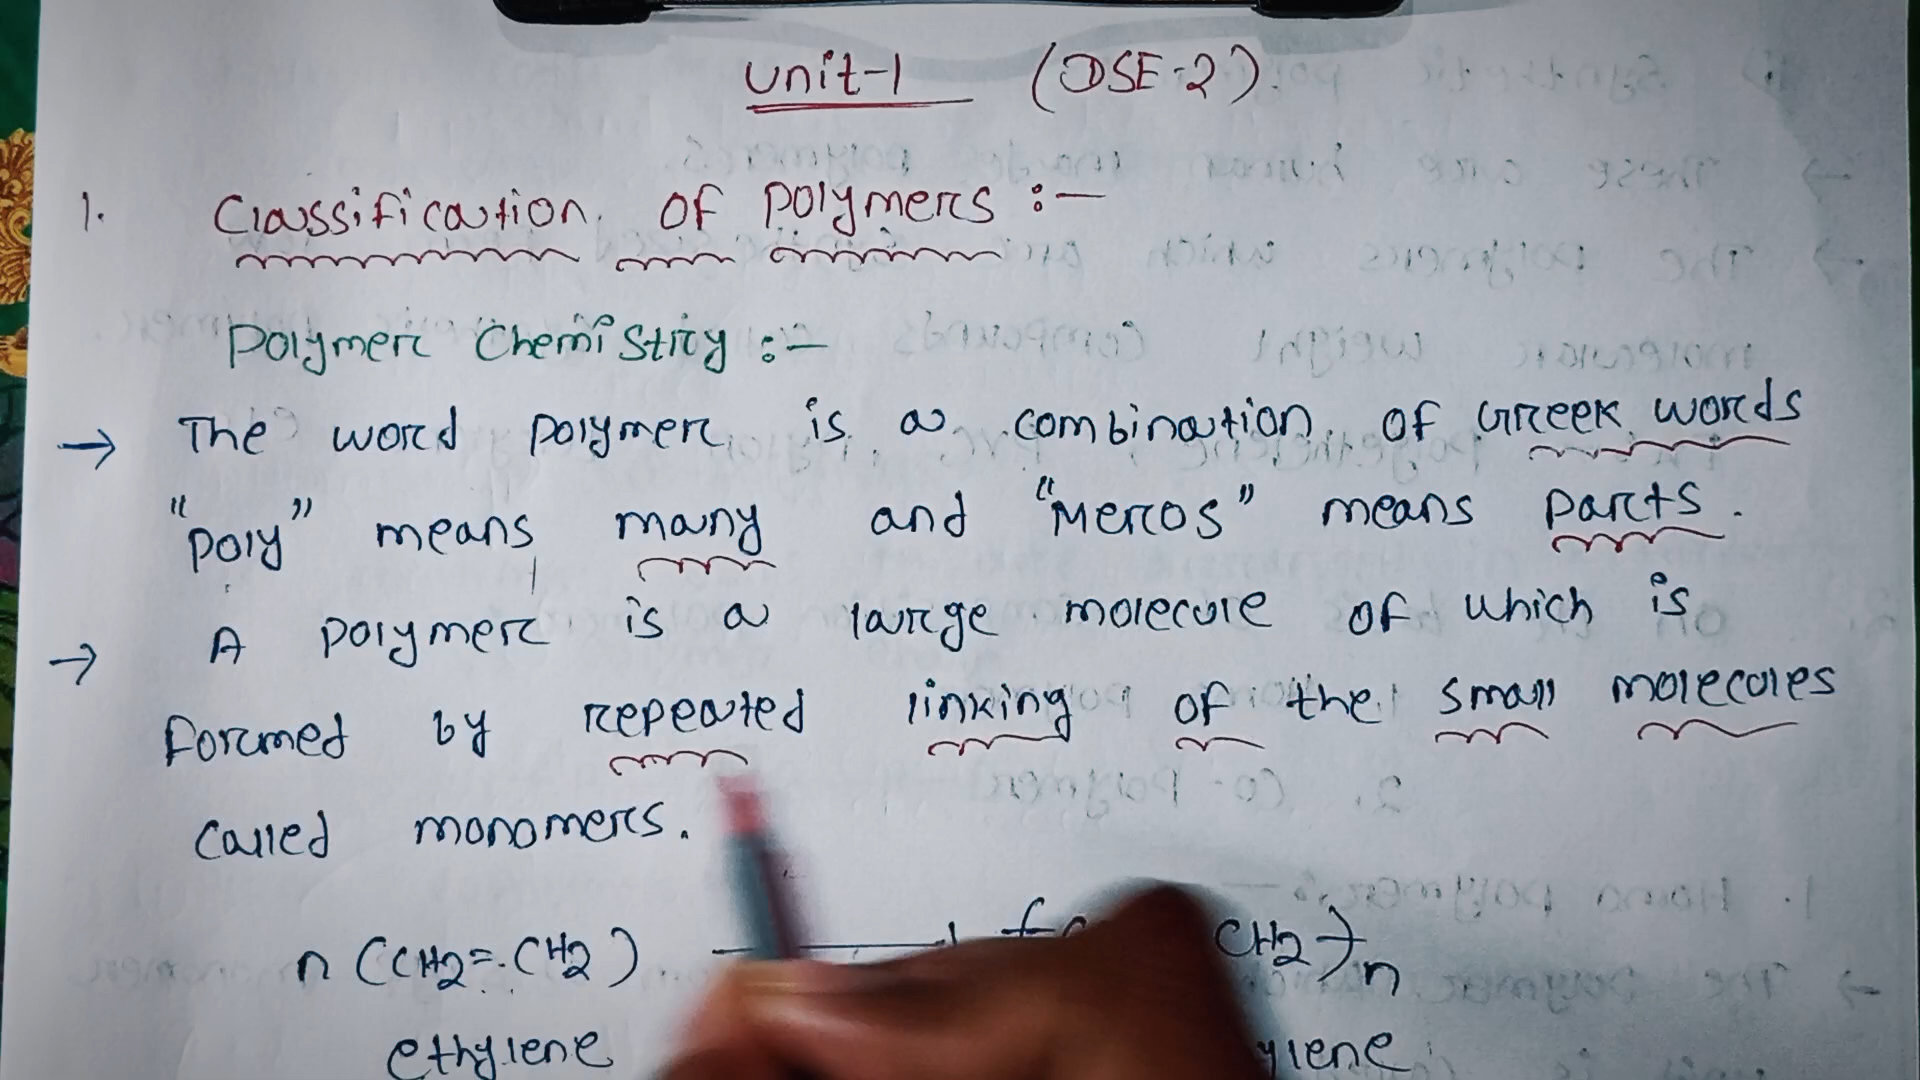 Unit-1 (DSE-2)
1. Classification of Polymers :-
Polymer Chemistry :-
→ The word polymer is a combination of Greek words
"Poly" means many and "Meros" means parts.
→ A polymer is a large molecule of which is
formed by repeated linking of the small molecules
called monomers.
n (CH2=CH2) CH2)n
ethylene